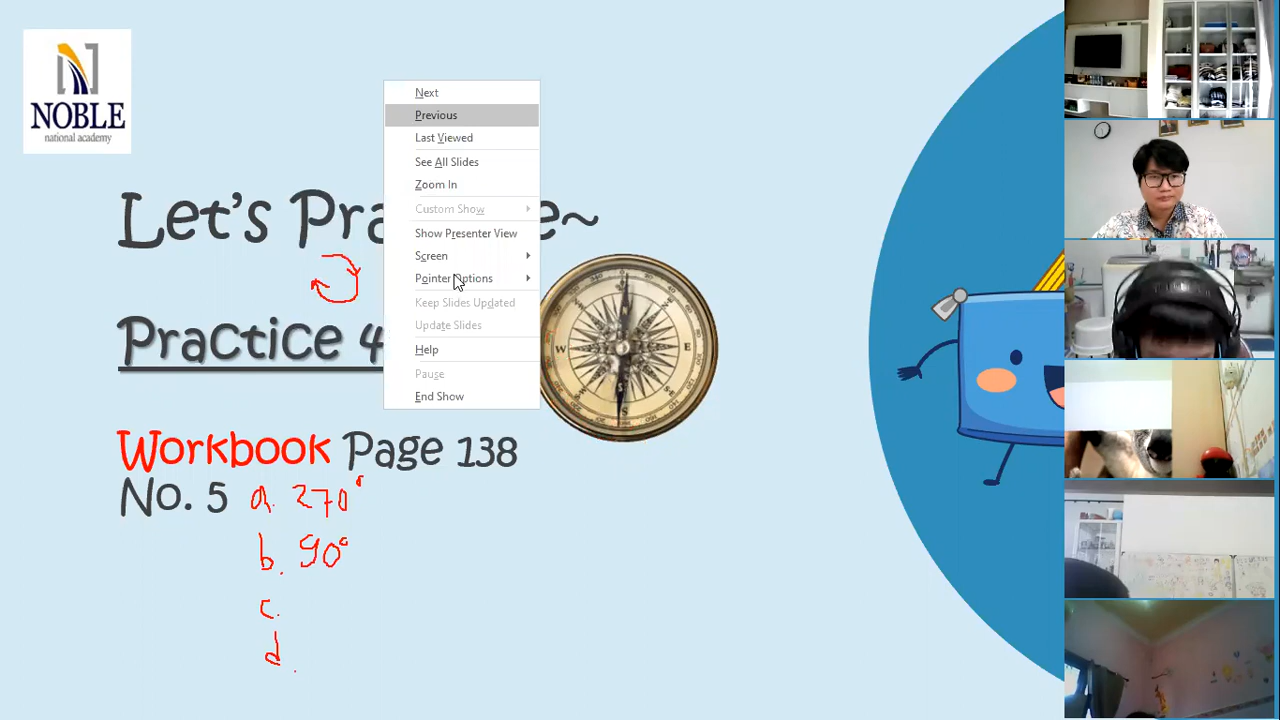 NOBLE
national academy
Let's Pra e~
Practice 4
Workbook Page 138
No. 5 a. 270°
b. 90°
c.
d.
Next
Previous
Last Viewed
See All Slides
Zoom In
Custom Show
Show Presenter View
Screen
Pointer Options
Keep Slides Updated
Update Slides
Help
Pause
End Show
W
E
S